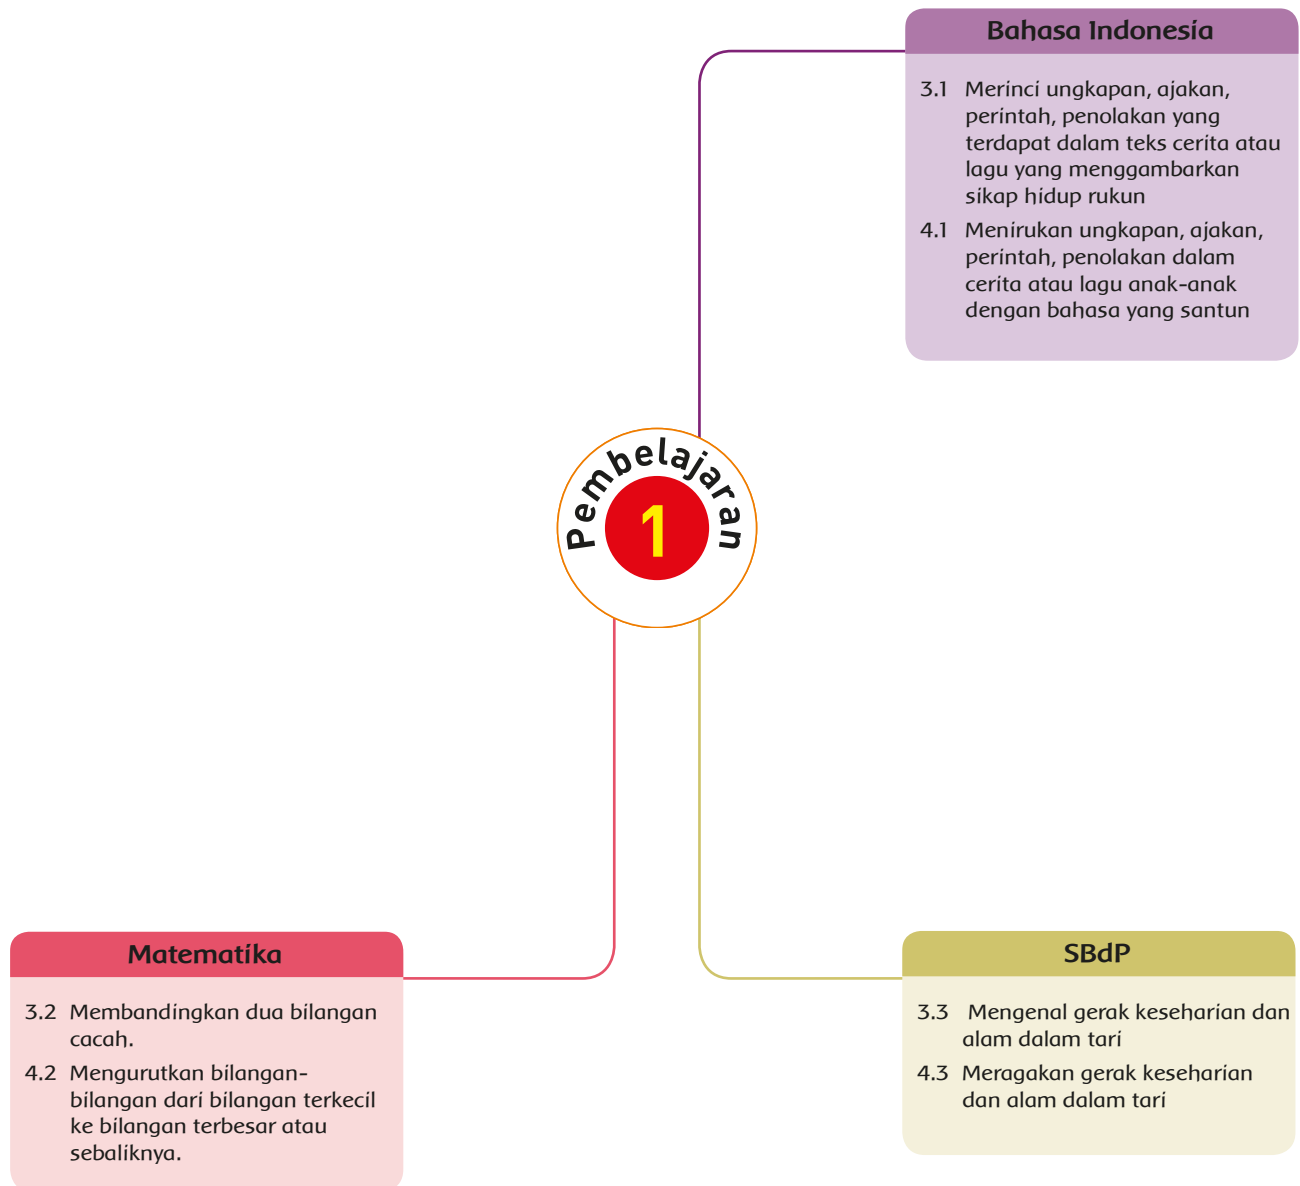 Bahasa Indonesia
3.1 Merinci ungkapan, ajakan,
perintah, penolakan yang
terdapat dalam teks cerita atau
lagu yang menggambarkan
sikap hidup rukun
4.1 Menirukan ungkapan, ajakan,
perintah, penolakan dalam
cerita atau lagu anak-anak
dengan bahasa yang santun
Pembelajaran
1
Matematika
3.2 Membandingkan dua bilangan
cacah.
4.2 Mengurutkan bilangan-
bilangan dari bilangan terkecil
ke bilangan terbesar atau
sebaliknya.
SBdP
3.3 Mengenal gerak keseharian dan
alam dalam tari
4.3 Meragakan gerak keseharian
dan alam dalam tari